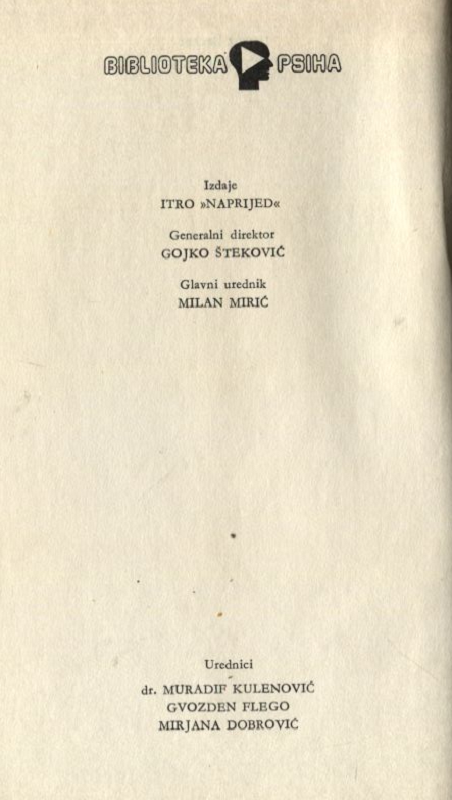 BIBLIOTEKA PSIHA
Izdaje
ITRO »NAPRIJED«
Generalni direktor
GOJKO ŠTEKOVIĆ
Glavni urednik
MILAN MIRIĆ
Urednici
dr. MURADIF KULENOVIĆ
GVOZDEN FLEGO
MIRJANA DOBROVIĆ